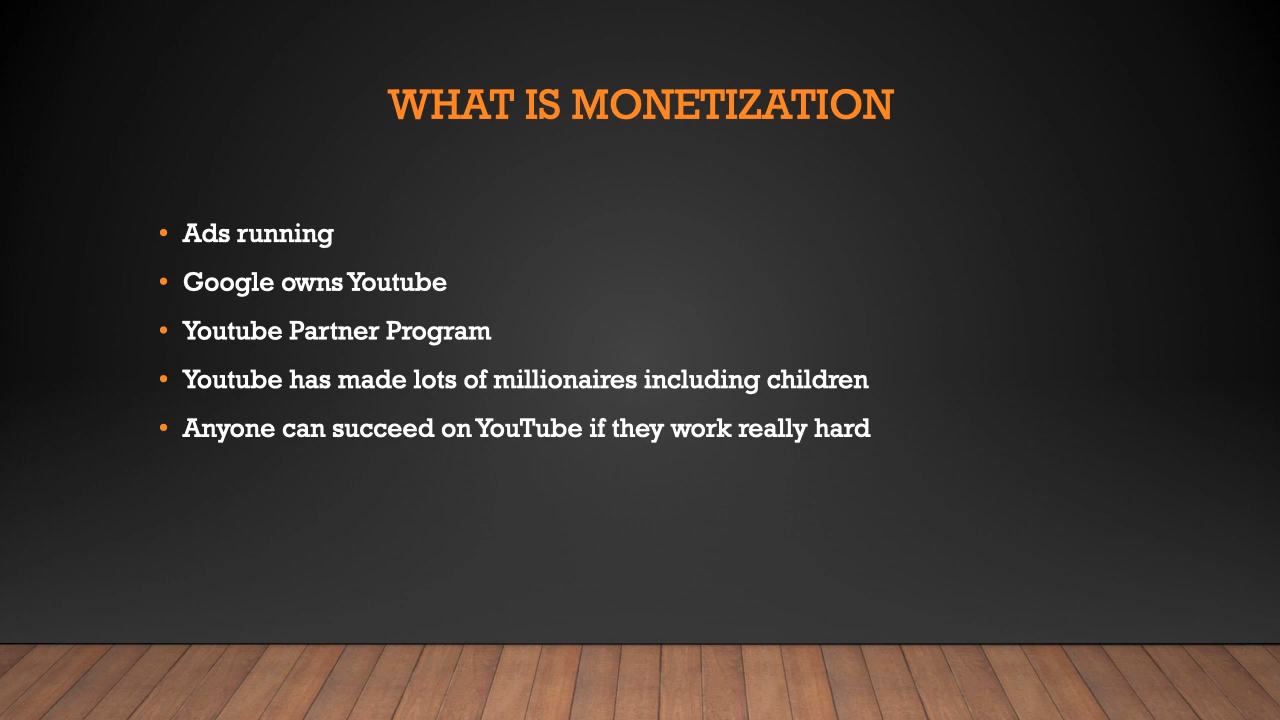 WHAT IS MONETIZATION
• Ads running
• Google owns Youtube
• Youtube Partner Program
• Youtube has made lots of millionaires including children
• Anyone can succeed on YouTube if they work really hard